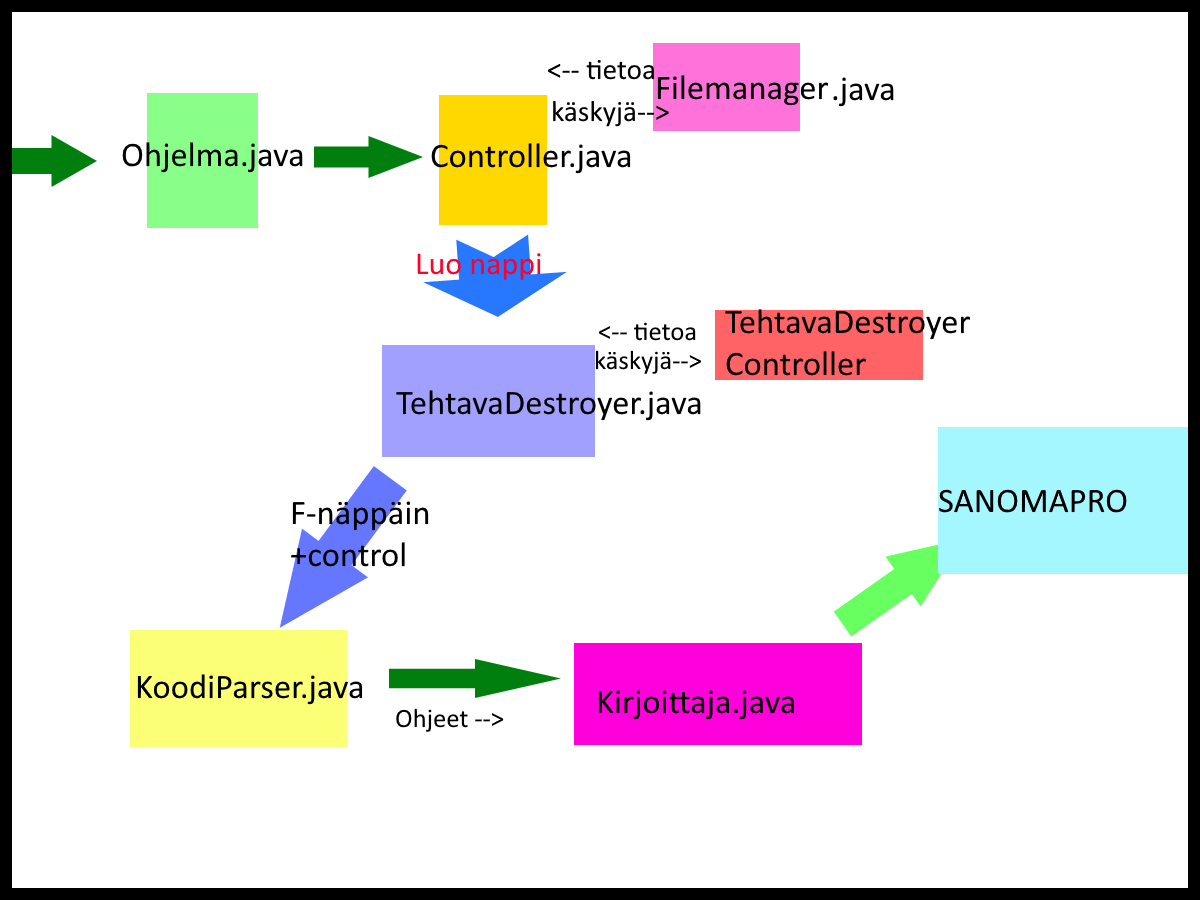 <-- tietoa
Filemanager.java
käskyjä-->
Ohjelma.java
Controller.java
Luo nappi
<-- tietoa
käskyjä-->
TehtavaDestroyer
Controller
TehtavaDestroyer.java
F-näppäin
+control
SANOMAPRO
KoodiParser.java
Ohjeet -->
Kirjoittaja.java